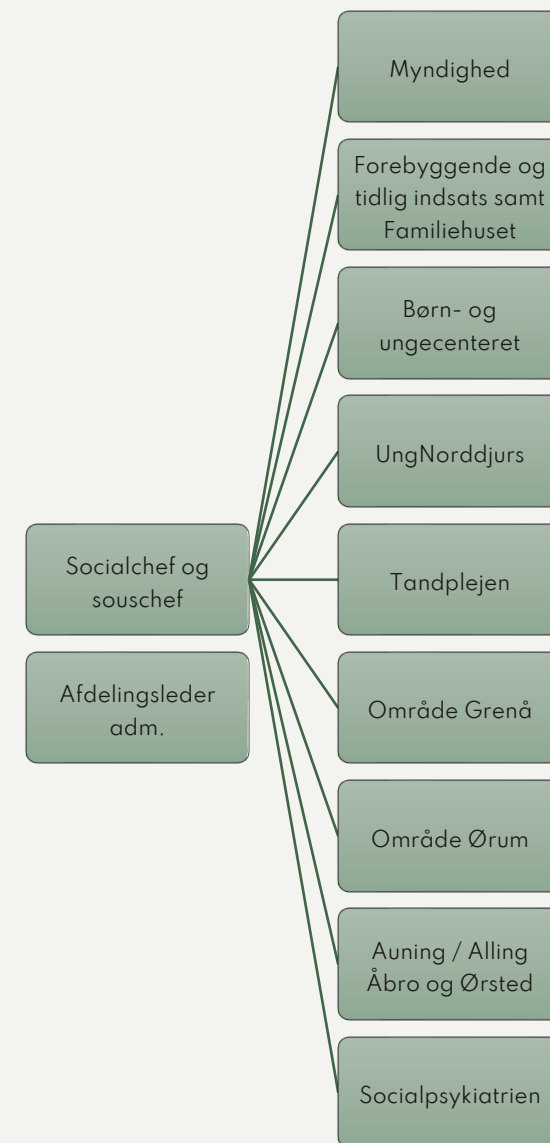 Socialchef og
souschef
Afdelingsleder
adm.
Myndighed
Forebyggende og
tidlig indsats samt
Familiehuset
Børn- og
ungecenteret
UngNorddjurs
Tandplejen
Område Grenå
Område Ørum
Auning / Alling
Åbro og Ørsted
Socialpsykiatrien